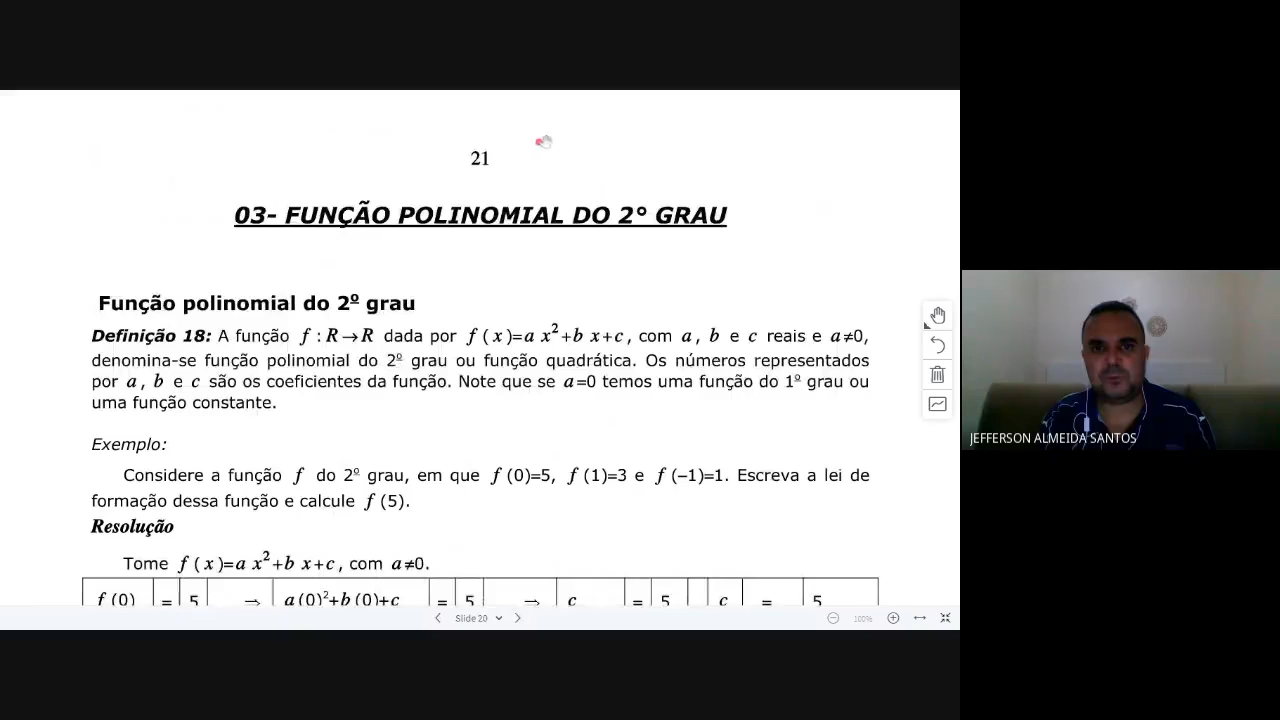 21
03- FUNÇÃO POLINOMIAL DO 2° GRAU
Função polinomial do 2º grau
Definição 18: A função f : R→R dada por f (x)=a x²+b x+c, com a, b e c reais e a≠0,
denomina-se função polinomial do 2º grau ou função quadrática. Os números representados
por a, b e c são os coeficientes da função. Note que se a=0 temos uma função do 1º grau ou
uma função constante.
Exemplo:
Considere a função f do 2º grau, em que f (0)=5, f (1)=3 e f (−1)=1. Escreva a lei de
formação dessa função e calcule f (5).
Resolução
Tome f (x)=a x²+b x+c, com a≠0.
f (0) = 5 ⇒ a(0)²+b(0)+c = 5 ⇒ c = 5 c = 5
Slide 20
100%
JEFFERSON ALMEIDA SANTOS